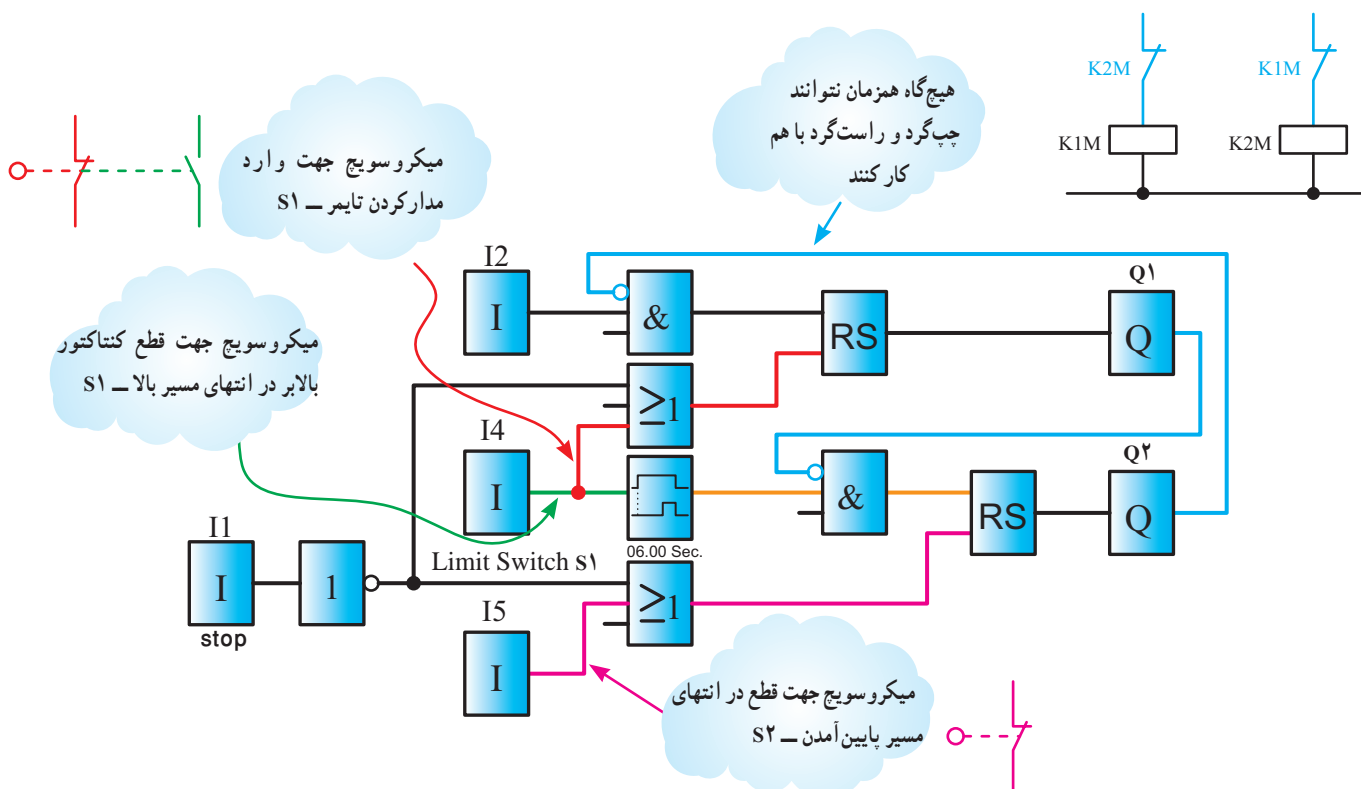 K2M
K1M
K1M
K2M
هیچ‌گاه همزمان نتوانند
چپ‌گرد و راست‌گرد با هم
کار کنند
میکروسویچ جهت وارد
مدارکردن تایمر ــ S۱
میکروسویچ جهت قطع کنتاکتور
بالابر در انتهای مسیر بالا ــ S۱
I2
I
&
RS
Q۱
Q
≥1
I4
I
06.00 Sec.
&
RS
Q۲
Q
Limit Switch S۱
I1
I
stop
1
≥1
I5
I
میکروسویچ جهت قطع در انتهای
مسیر پایین‌آمدن ــ S۲